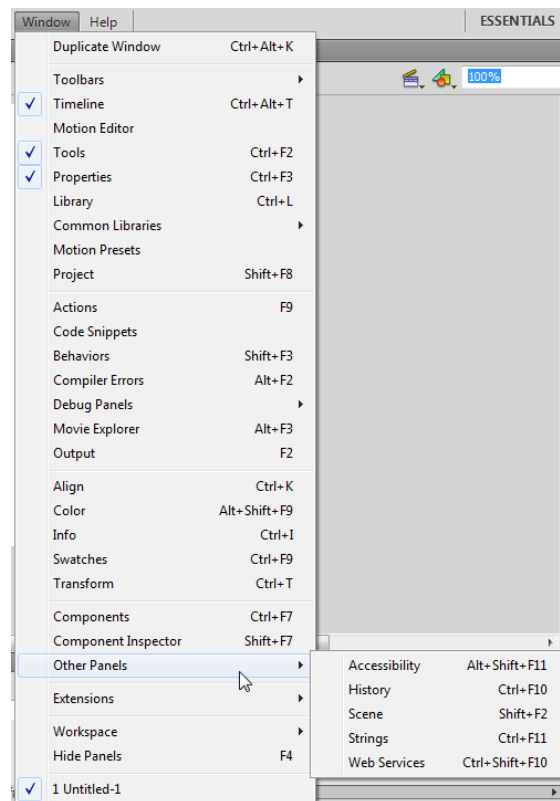 Window Help ESSENTIALS
Duplicate Window Ctrl+Alt+K
Toolbars
100%
Timeline Ctrl+Alt+T
Motion Editor
Tools Ctrl+F2
Properties Ctrl+F3
Library Ctrl+L
Common Libraries
Motion Presets
Project Shift+F8
Actions F9
Code Snippets
Behaviors Shift+F3
Compiler Errors Alt+F2
Debug Panels
Movie Explorer Alt+F3
Output F2
Align Ctrl+K
Color Alt+Shift+F9
Info Ctrl+I
Swatches Ctrl+F9
Transform Ctrl+T
Components Ctrl+F7
Component Inspector Shift+F7
Other Panels
Accessibility Alt+Shift+F11
History Ctrl+F10
Scene Shift+F2
Strings Ctrl+F11
Web Services Ctrl+Shift+F10
Extensions
Workspace
Hide Panels F4
1 Untitled-1